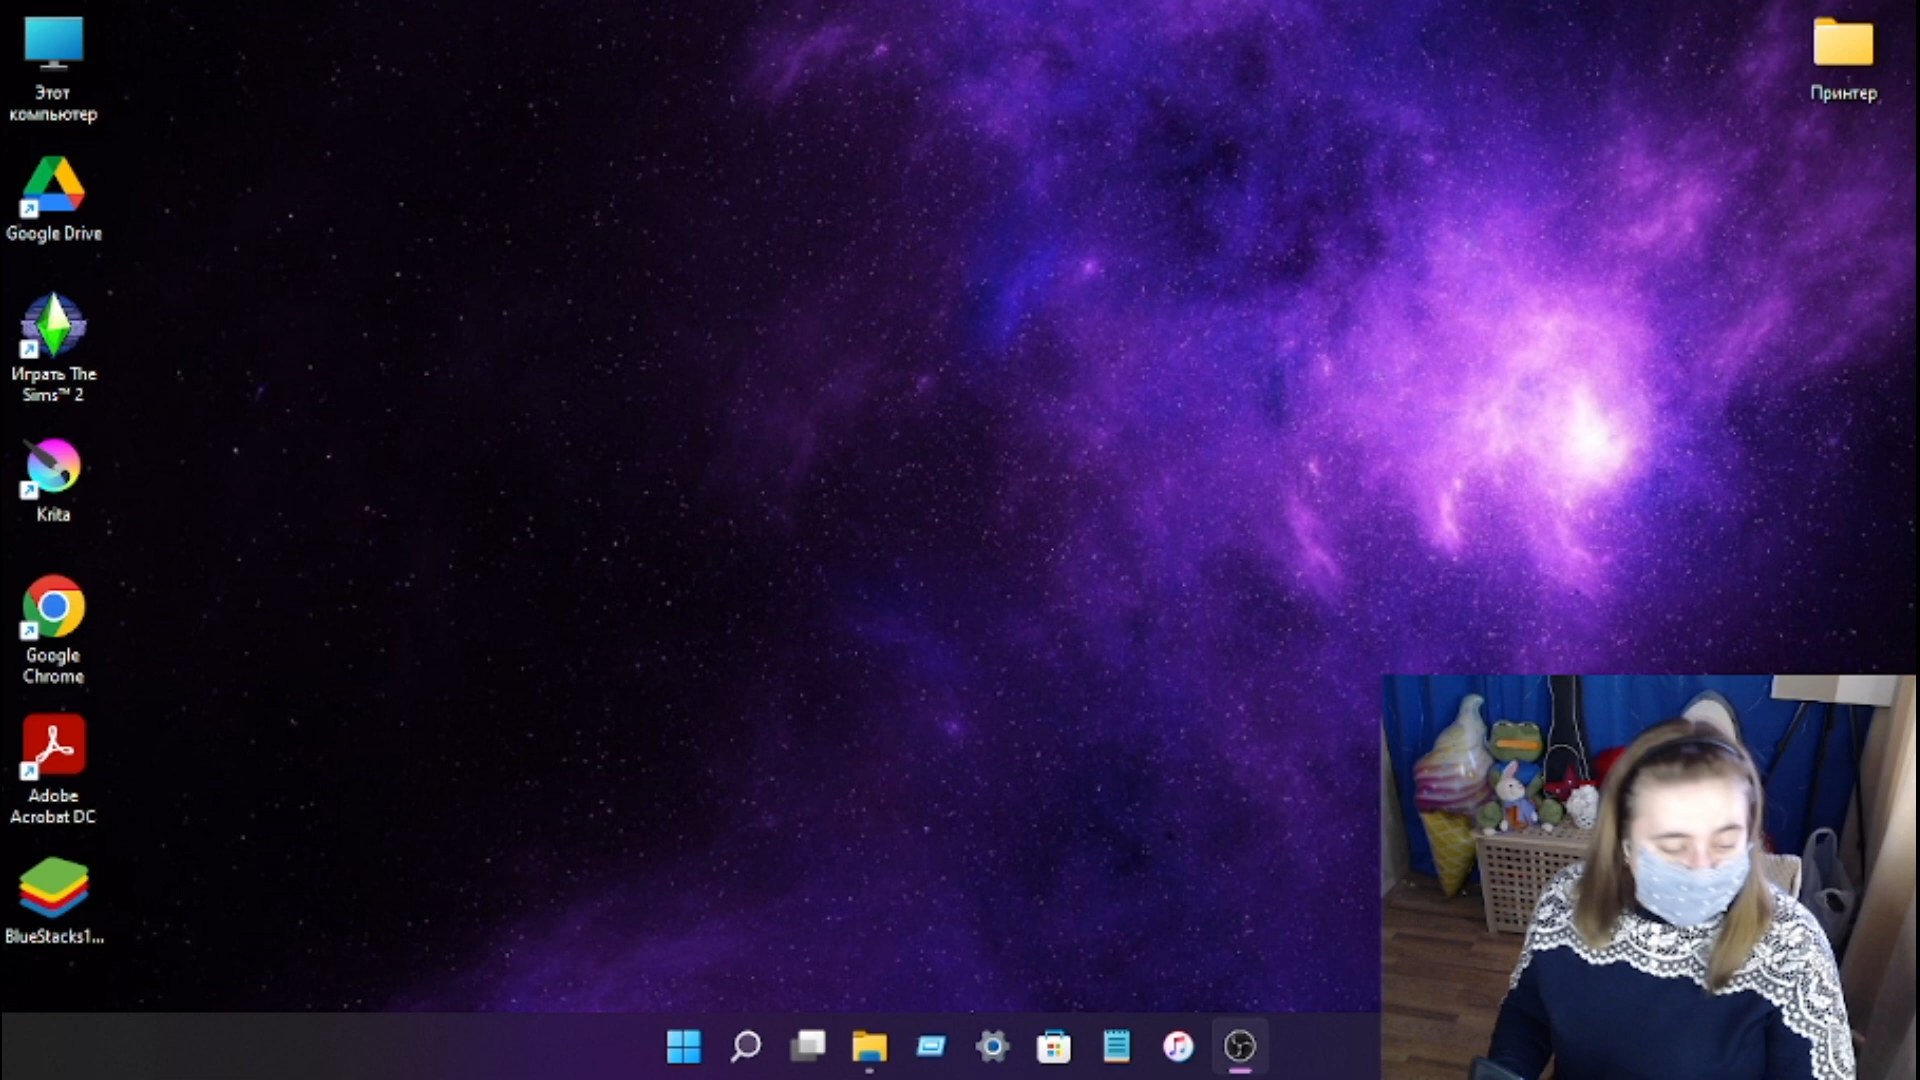 Этот
компьютер
Google Drive
Играть The
Sims™ 2
Krita
Google
Chrome
Adobe
Acrobat DC
BlueStacks1...
Принтер